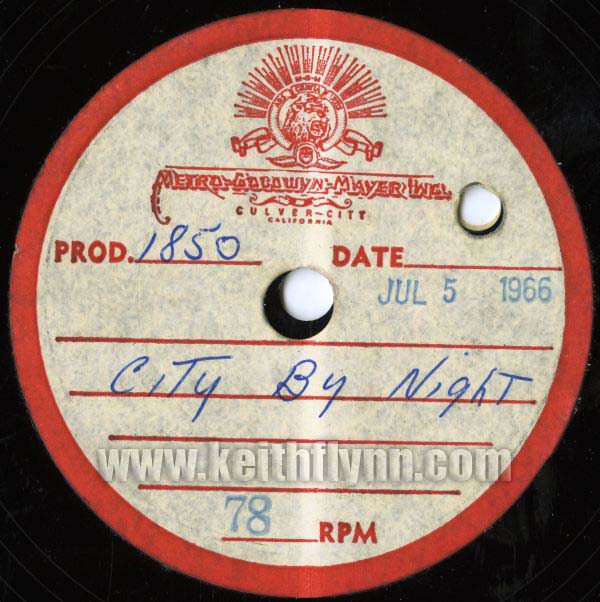 M-G-M
METRO-GOLDWYN-MAYER INC.
CULVER-CITY
CALIFORNIA
PROD. 1850 DATE
JUL 5 1966
CITY By NIGHT
www.keithflynn.com
78 RPM